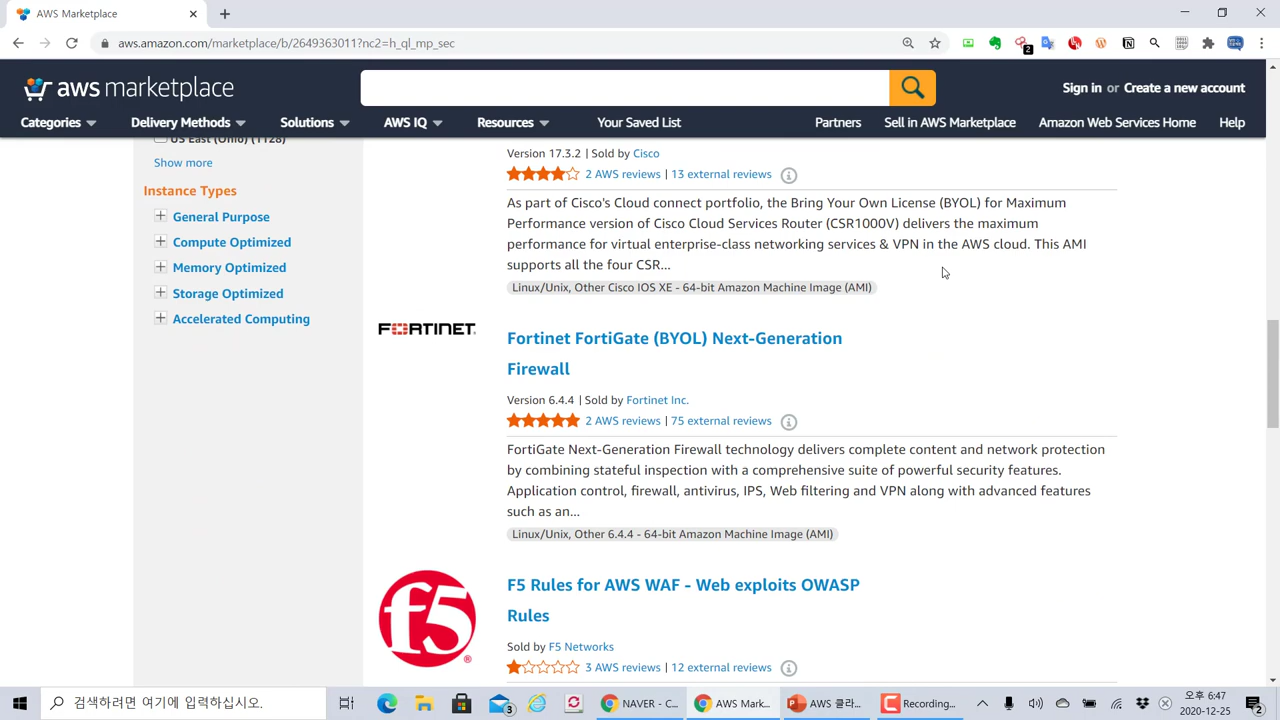 AWS Marketplace
aws.amazon.com/marketplace/b/2649363011?nc2=h_ql_mp_sec
2
aws marketplace
Sign in or Create a new account
Categories
Delivery Methods
Solutions
AWS IQ
Resources
Your Saved List
Partners
Sell in AWS Marketplace
Amazon Web Services Home
Help
US East (Ohio) (1128)
Show more
Instance Types
General Purpose
Compute Optimized
Memory Optimized
Storage Optimized
Accelerated Computing
Version 17.3.2 | Sold by Cisco
2 AWS reviews | 13 external reviews
As part of Cisco's Cloud connect portfolio, the Bring Your Own License (BYOL) for Maximum
Performance version of Cisco Cloud Services Router (CSR1000V) delivers the maximum
performance for virtual enterprise-class networking services & VPN in the AWS cloud. This AMI
supports all the four CSR...
Linux/Unix, Other Cisco IOS XE - 64-bit Amazon Machine Image (AMI)
FORTINET
Fortinet FortiGate (BYOL) Next-Generation
Firewall
Version 6.4.4 | Sold by Fortinet Inc.
2 AWS reviews | 75 external reviews
FortiGate Next-Generation Firewall technology delivers complete content and network protection
by combining stateful inspection with a comprehensive suite of powerful security features.
Application control, firewall, antivirus, IPS, Web filtering and VPN along with advanced features
such as an...
Linux/Unix, Other 6.4.4 - 64-bit Amazon Machine Image (AMI)
f5
F5 Rules for AWS WAF - Web exploits OWASP
Rules
Sold by F5 Networks
3 AWS reviews | 12 external reviews
검색하려면 여기에 입력하십시오.
3
NAVER - C...
AWS Mark...
AWS 클라...
Recording...
오후 6:47
2020-12-25
2